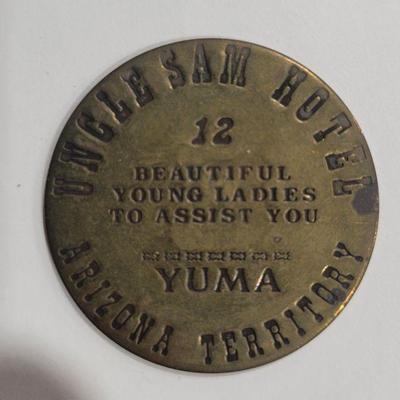 UNCLE SAM HOTEL
12
BEAUTIFUL
YOUNG LADIES
TO ASSIST YOU
YUMA
ARIZONA TERRITORY